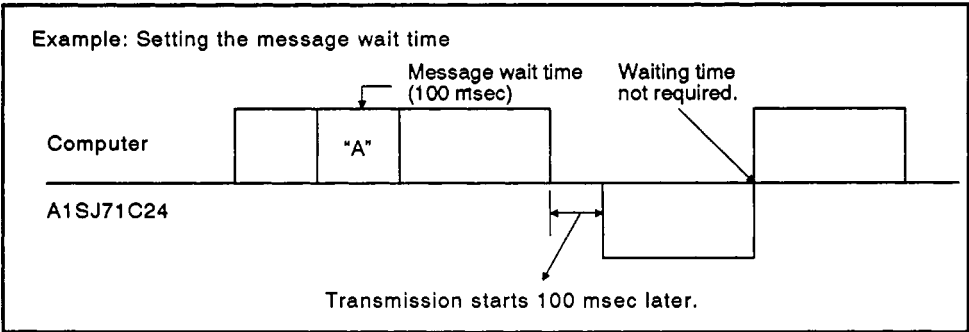 Example: Setting the message wait time
Message wait time
(100 msec)
Waiting time
not required.
Computer
"A"
A1SJ71C24
Transmission starts 100 msec later.